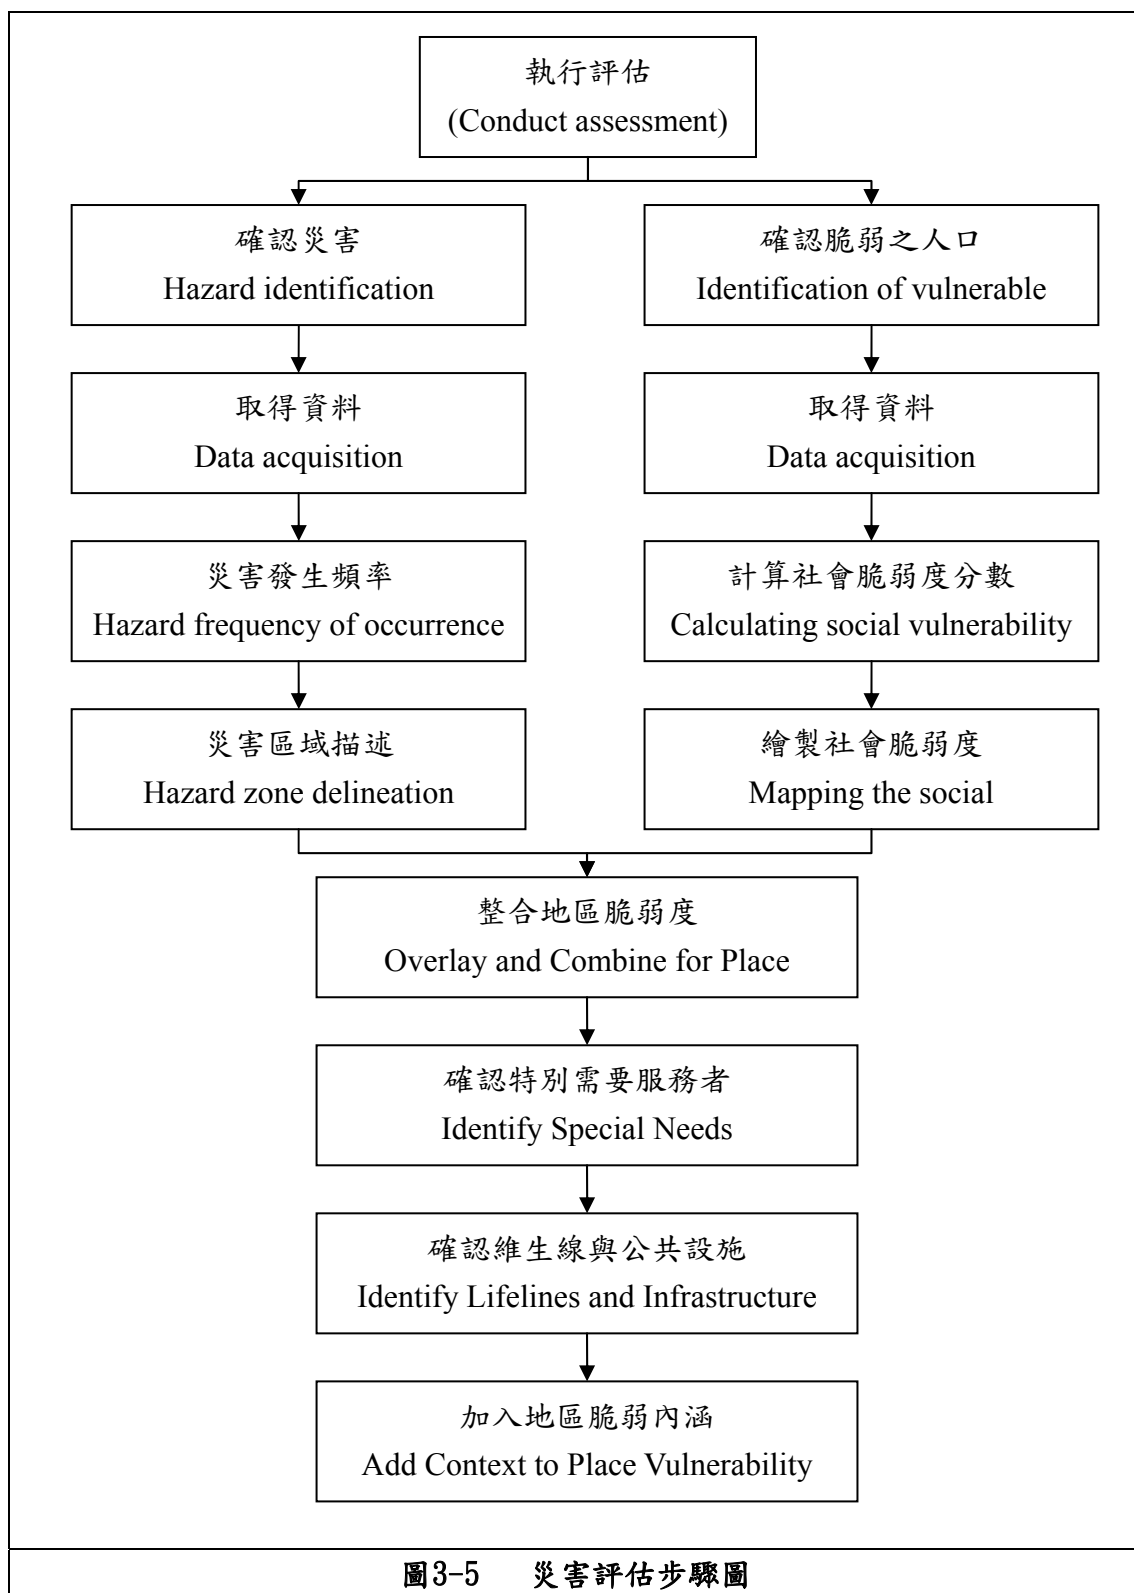 執行評估
(Conduct assessment)
確認災害
Hazard identification
確認脆弱之人口
Identification of vulnerable
取得資料
Data acquisition
取得資料
Data acquisition
災害發生頻率
Hazard frequency of occurrence
計算社會脆弱度分數
Calculating social vulnerability
災害區域描述
Hazard zone delineation
繪製社會脆弱度
Mapping the social
整合地區脆弱度
Overlay and Combine for Place
確認特別需要服務者
Identify Special Needs
確認維生線與公共設施
Identify Lifelines and Infrastructure
加入地區脆弱內涵
Add Context to Place Vulnerability
圖3-5 災害評估步驟圖